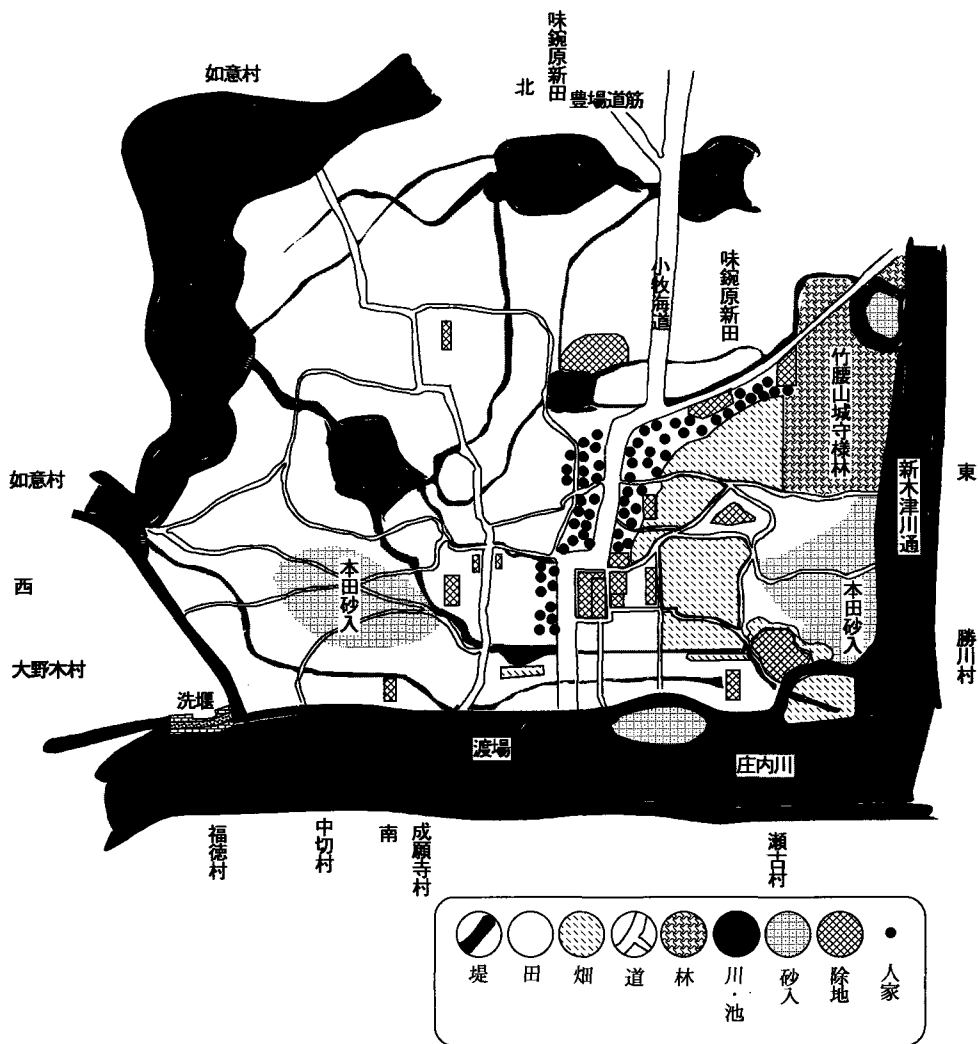 味鋺原新田
如意村
北
豊場道筋
小牧海道
味鋺原新田
竹腰山城守様林
如意村
東
新木津川通
西
本田砂入
本田砂入
大野木村
勝川村
洗堰
渡場
庄内川
福徳村
中切村
南
成願寺村
瀬古村
堤
田
畑
道
林
川・池
砂入
除地
人家